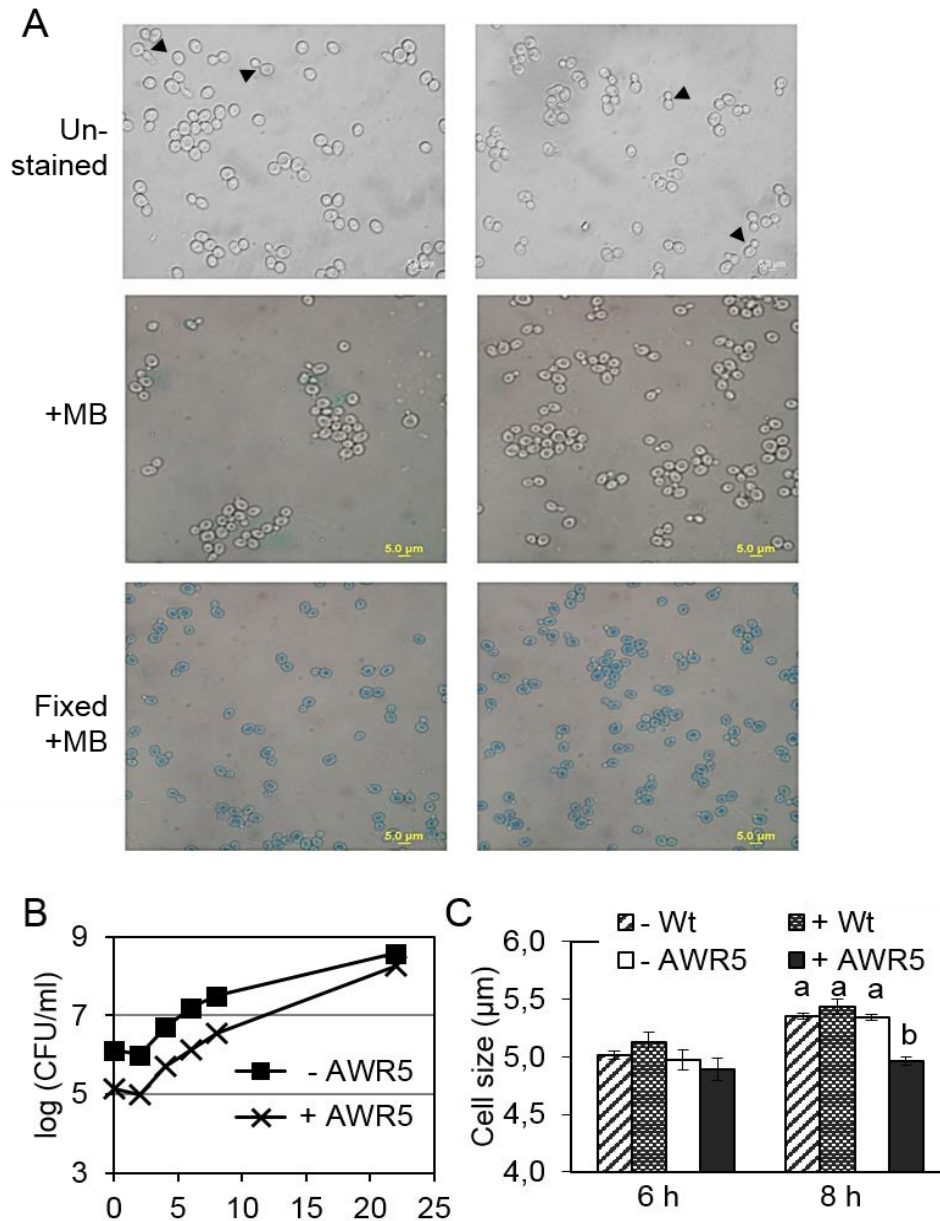 A
Un-
stained
+MB
5.0 µm
5.0 µm
Fixed
+MB
5.0 µm
5.0 µm
B
log (CFU/ml)
9
7
5
3
0 5 10 15 20 25
- AWR5
+ AWR5
C
- Wt + Wt
- AWR5 + AWR5
Cell size (µm)
6,0
5,5
5,0
4,5
4,0
a a a
b
6 h 8 h